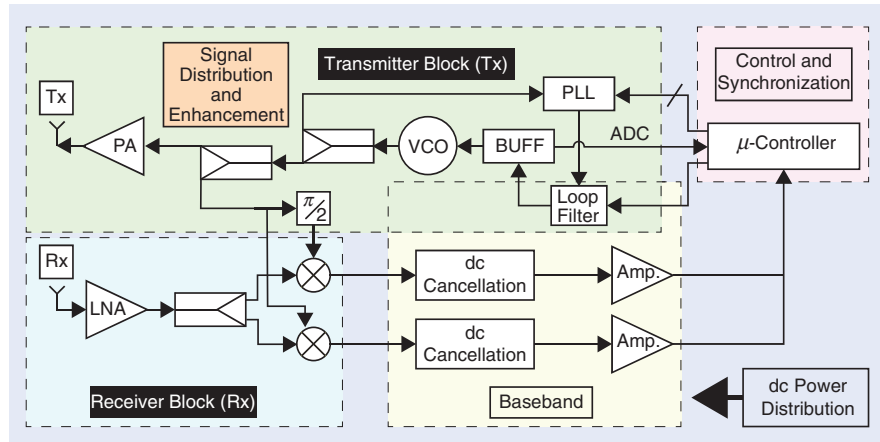 Signal
Distribution
and
Enhancement
Transmitter Block (Tx)
Control and
Synchronization
Tx
PA
PLL
VCO
BUFF
ADC
μ-Controller
Loop
Filter
π/2
Rx
LNA
dc
Cancellation
Amp.
dc
Cancellation
Amp.
Receiver Block (Rx)
Baseband
dc Power
Distribution